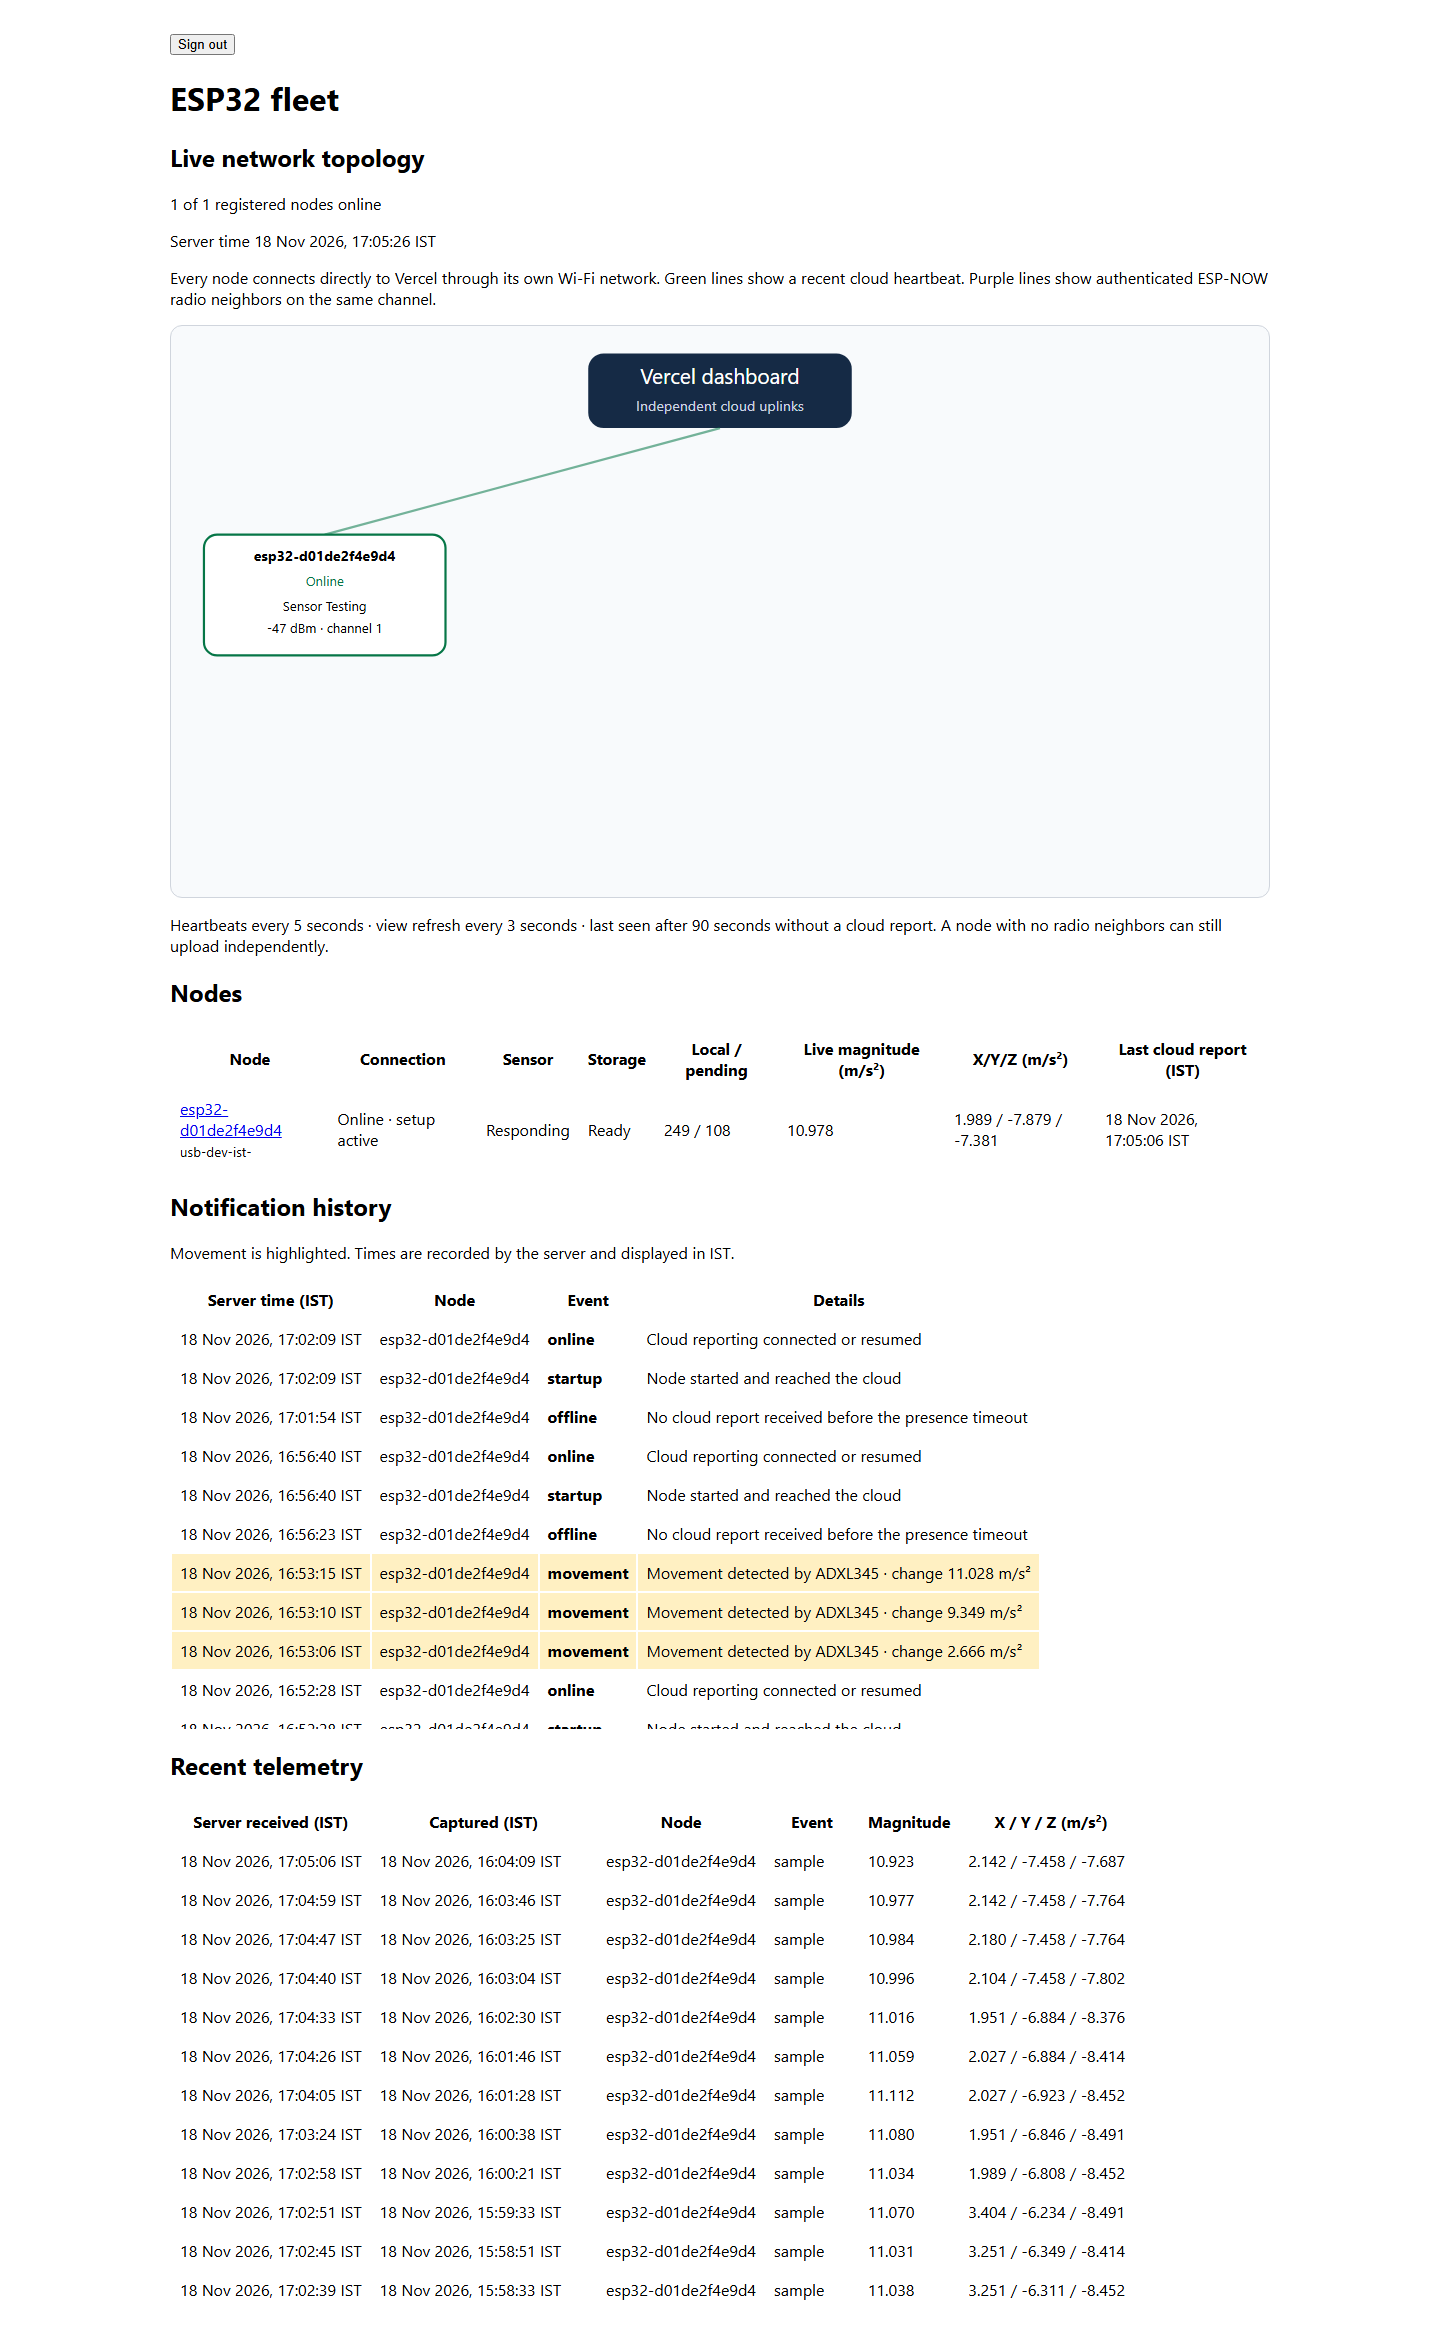 Sign out
ESP32 fleet
Live network topology
1 of 1 registered nodes online
Server time 18 Nov 2026, 17:05:26 IST
Every node connects directly to Vercel through its own Wi-Fi network. Green lines show a recent cloud heartbeat. Purple lines show authenticated ESP-NOW
radio neighbors on the same channel.
Vercel dashboard
Independent cloud uplinks
esp32-d01de2f4e9d4
Online
Sensor Testing
-47 dBm · channel 1
Heartbeats every 5 seconds · view refresh every 3 seconds · last seen after 90 seconds without a cloud report. A node with no radio neighbors can still
upload independently.
Nodes
Node Connection Sensor Storage Local / pending Live magnitude (m/s²) X/Y/Z (m/s²) Last cloud report (IST)
esp32-d01de2f4e9d4 usb-dev-ist- Online · setup active Responding Ready 249 / 108 10.978 1.989 / -7.879 / -7.381 18 Nov 2026, 17:05:06 IST
Notification history
Movement is highlighted. Times are recorded by the server and displayed in IST.
Server time (IST) Node Event Details
18 Nov 2026, 17:02:09 IST esp32-d01de2f4e9d4 online Cloud reporting connected or resumed
18 Nov 2026, 17:02:09 IST esp32-d01de2f4e9d4 startup Node started and reached the cloud
18 Nov 2026, 17:01:54 IST esp32-d01de2f4e9d4 offline No cloud report received before the presence timeout
18 Nov 2026, 16:56:40 IST esp32-d01de2f4e9d4 online Cloud reporting connected or resumed
18 Nov 2026, 16:56:40 IST esp32-d01de2f4e9d4 startup Node started and reached the cloud
18 Nov 2026, 16:56:23 IST esp32-d01de2f4e9d4 offline No cloud report received before the presence timeout
18 Nov 2026, 16:53:15 IST esp32-d01de2f4e9d4 movement Movement detected by ADXL345 · change 11.028 m/s²
18 Nov 2026, 16:53:10 IST esp32-d01de2f4e9d4 movement Movement detected by ADXL345 · change 9.349 m/s²
18 Nov 2026, 16:53:06 IST esp32-d01de2f4e9d4 movement Movement detected by ADXL345 · change 2.666 m/s²
18 Nov 2026, 16:52:28 IST esp32-d01de2f4e9d4 online Cloud reporting connected or resumed
18 Nov 2026, 16:52:28 IST esp32-d01de2f4e9d4 startup Node started and reached the cloud
Recent telemetry
Server received (IST) Captured (IST) Node Event Magnitude X / Y / Z (m/s²)
18 Nov 2026, 17:05:06 IST 18 Nov 2026, 16:04:09 IST esp32-d01de2f4e9d4 sample 10.923 2.142 / -7.458 / -7.687
18 Nov 2026, 17:04:59 IST 18 Nov 2026, 16:03:46 IST esp32-d01de2f4e9d4 sample 10.977 2.142 / -7.458 / -7.764
18 Nov 2026, 17:04:47 IST 18 Nov 2026, 16:03:25 IST esp32-d01de2f4e9d4 sample 10.984 2.180 / -7.458 / -7.764
18 Nov 2026, 17:04:40 IST 18 Nov 2026, 16:03:04 IST esp32-d01de2f4e9d4 sample 10.996 2.104 / -7.458 / -7.802
18 Nov 2026, 17:04:33 IST 18 Nov 2026, 16:02:30 IST esp32-d01de2f4e9d4 sample 11.016 1.951 / -6.884 / -8.376
18 Nov 2026, 17:04:26 IST 18 Nov 2026, 16:01:46 IST esp32-d01de2f4e9d4 sample 11.059 2.027 / -6.884 / -8.414
18 Nov 2026, 17:04:05 IST 18 Nov 2026, 16:01:28 IST esp32-d01de2f4e9d4 sample 11.112 2.027 / -6.923 / -8.452
18 Nov 2026, 17:03:24 IST 18 Nov 2026, 16:00:38 IST esp32-d01de2f4e9d4 sample 11.080 1.951 / -6.846 / -8.491
18 Nov 2026, 17:02:58 IST 18 Nov 2026, 16:00:21 IST esp32-d01de2f4e9d4 sample 11.034 1.989 / -6.808 / -8.452
18 Nov 2026, 17:02:51 IST 18 Nov 2026, 15:59:33 IST esp32-d01de2f4e9d4 sample 11.070 3.404 / -6.234 / -8.491
18 Nov 2026, 17:02:45 IST 18 Nov 2026, 15:58:51 IST esp32-d01de2f4e9d4 sample 11.031 3.251 / -6.349 / -8.414
18 Nov 2026, 17:02:39 IST 18 Nov 2026, 15:58:33 IST esp32-d01de2f4e9d4 sample 11.038 3.251 / -6.311 / -8.452